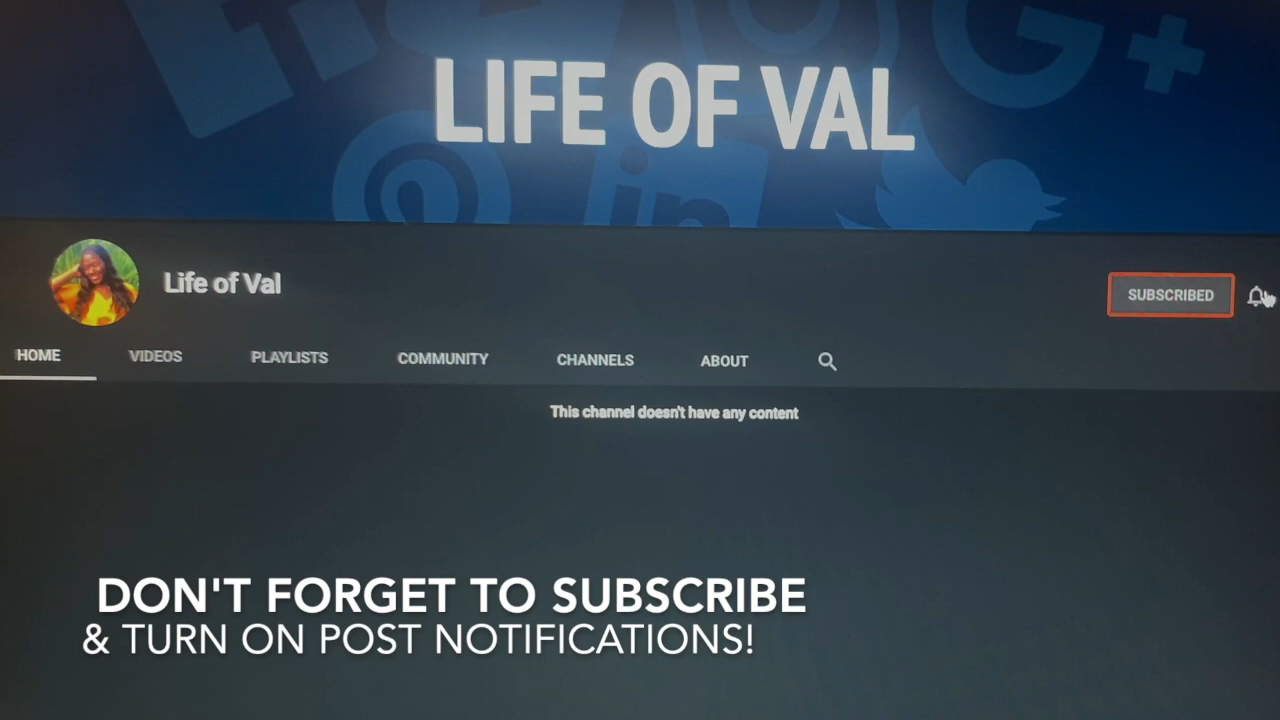 LIFE OF VAL
Life of Val
SUBSCRIBED
HOME VIDEOS PLAYLISTS COMMUNITY CHANNELS ABOUT
This channel doesn't have any content
DON'T FORGET TO SUBSCRIBE
& TURN ON POST NOTIFICATIONS!